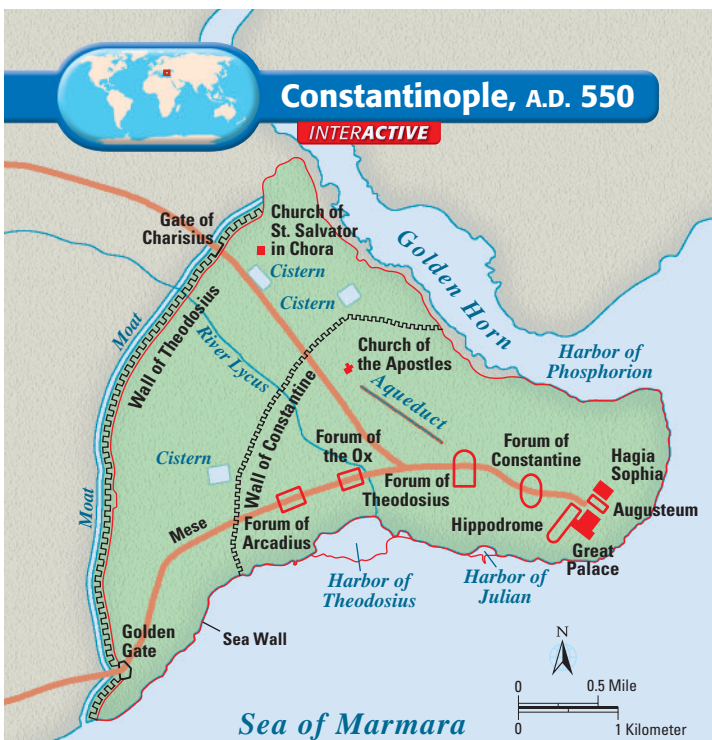 Constantinople, A.D. 550
INTERACTIVE
Gate of
Charisius
Church of
St. Salvator
in Chora
Cistern
Cistern
Golden Horn
Moat
Wall of Theodosius
River Lycus
Wall of Constantine
Church of
the Apostles
Aqueduct
Harbor of
Phosphorion
Cistern
Forum of
the Ox
Forum of
Theodosius
Forum of
Constantine
Hagia
Sophia
Augusteum
Moat
Mese
Forum of
Arcadius
Hippodrome
Great
Palace
Harbor of
Theodosius
Harbor of
Julian
Golden
Gate
Sea Wall
N
0 0.5 Mile
0 1 Kilometer
Sea of Marmara